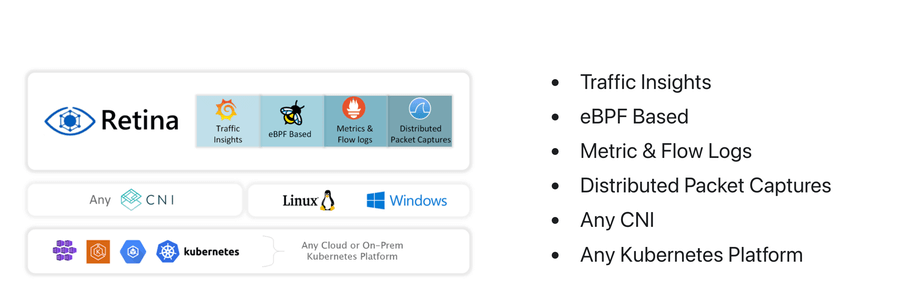 Retina
Traffic
Insights
eBPF Based
Metrics &
Flow logs
Distributed
Packet Captures
Any CNI
Linux
Windows
kubernetes
Any Cloud or On-Prem
Kubernetes Platform
• Traffic Insights
• eBPF Based
• Metric & Flow Logs
• Distributed Packet Captures
• Any CNI
• Any Kubernetes Platform